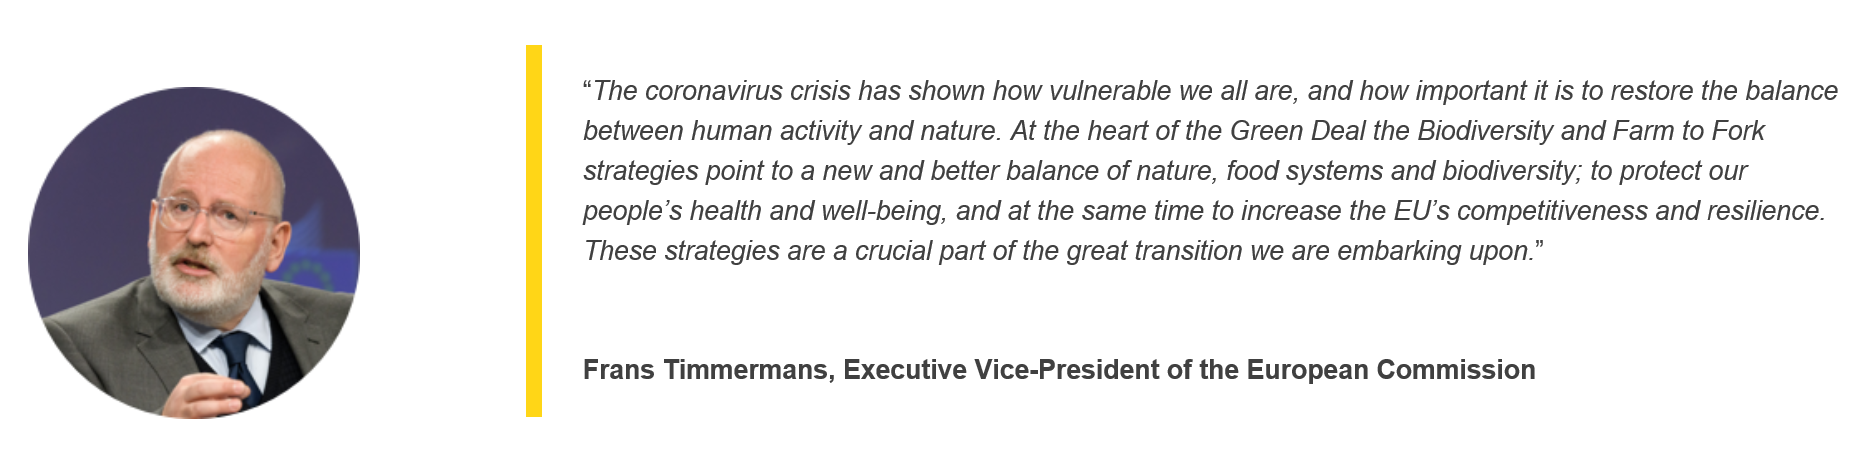 “The coronavirus crisis has shown how vulnerable we all are, and how important it is to restore the balance
between human activity and nature. At the heart of the Green Deal the Biodiversity and Farm to Fork
strategies point to a new and better balance of nature, food systems and biodiversity; to protect our
people’s health and well-being, and at the same time to increase the EU’s competitiveness and resilience.
These strategies are a crucial part of the great transition we are embarking upon.”
Frans Timmermans, Executive Vice-President of the European Commission